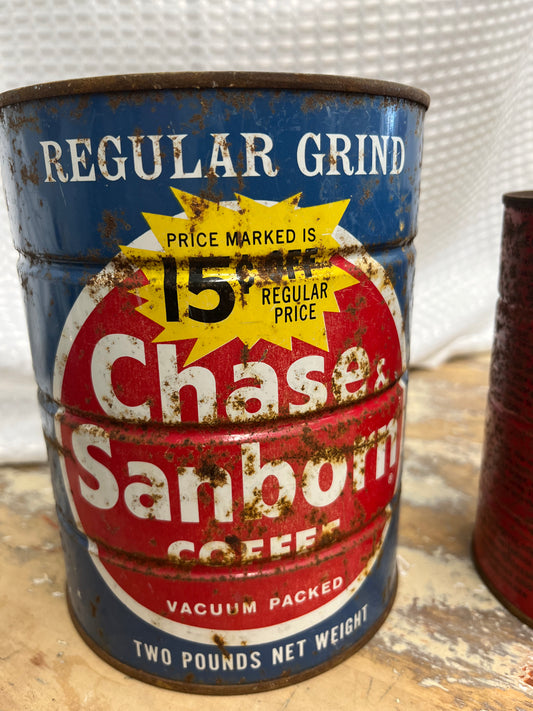 REGULAR GRIND
PRICE MARKED IS
15¢ OFF
REGULAR
PRICE
Chase &
Sanborn®
COFFEE
VACUUM PACKED
TWO POUNDS NET WEIGHT